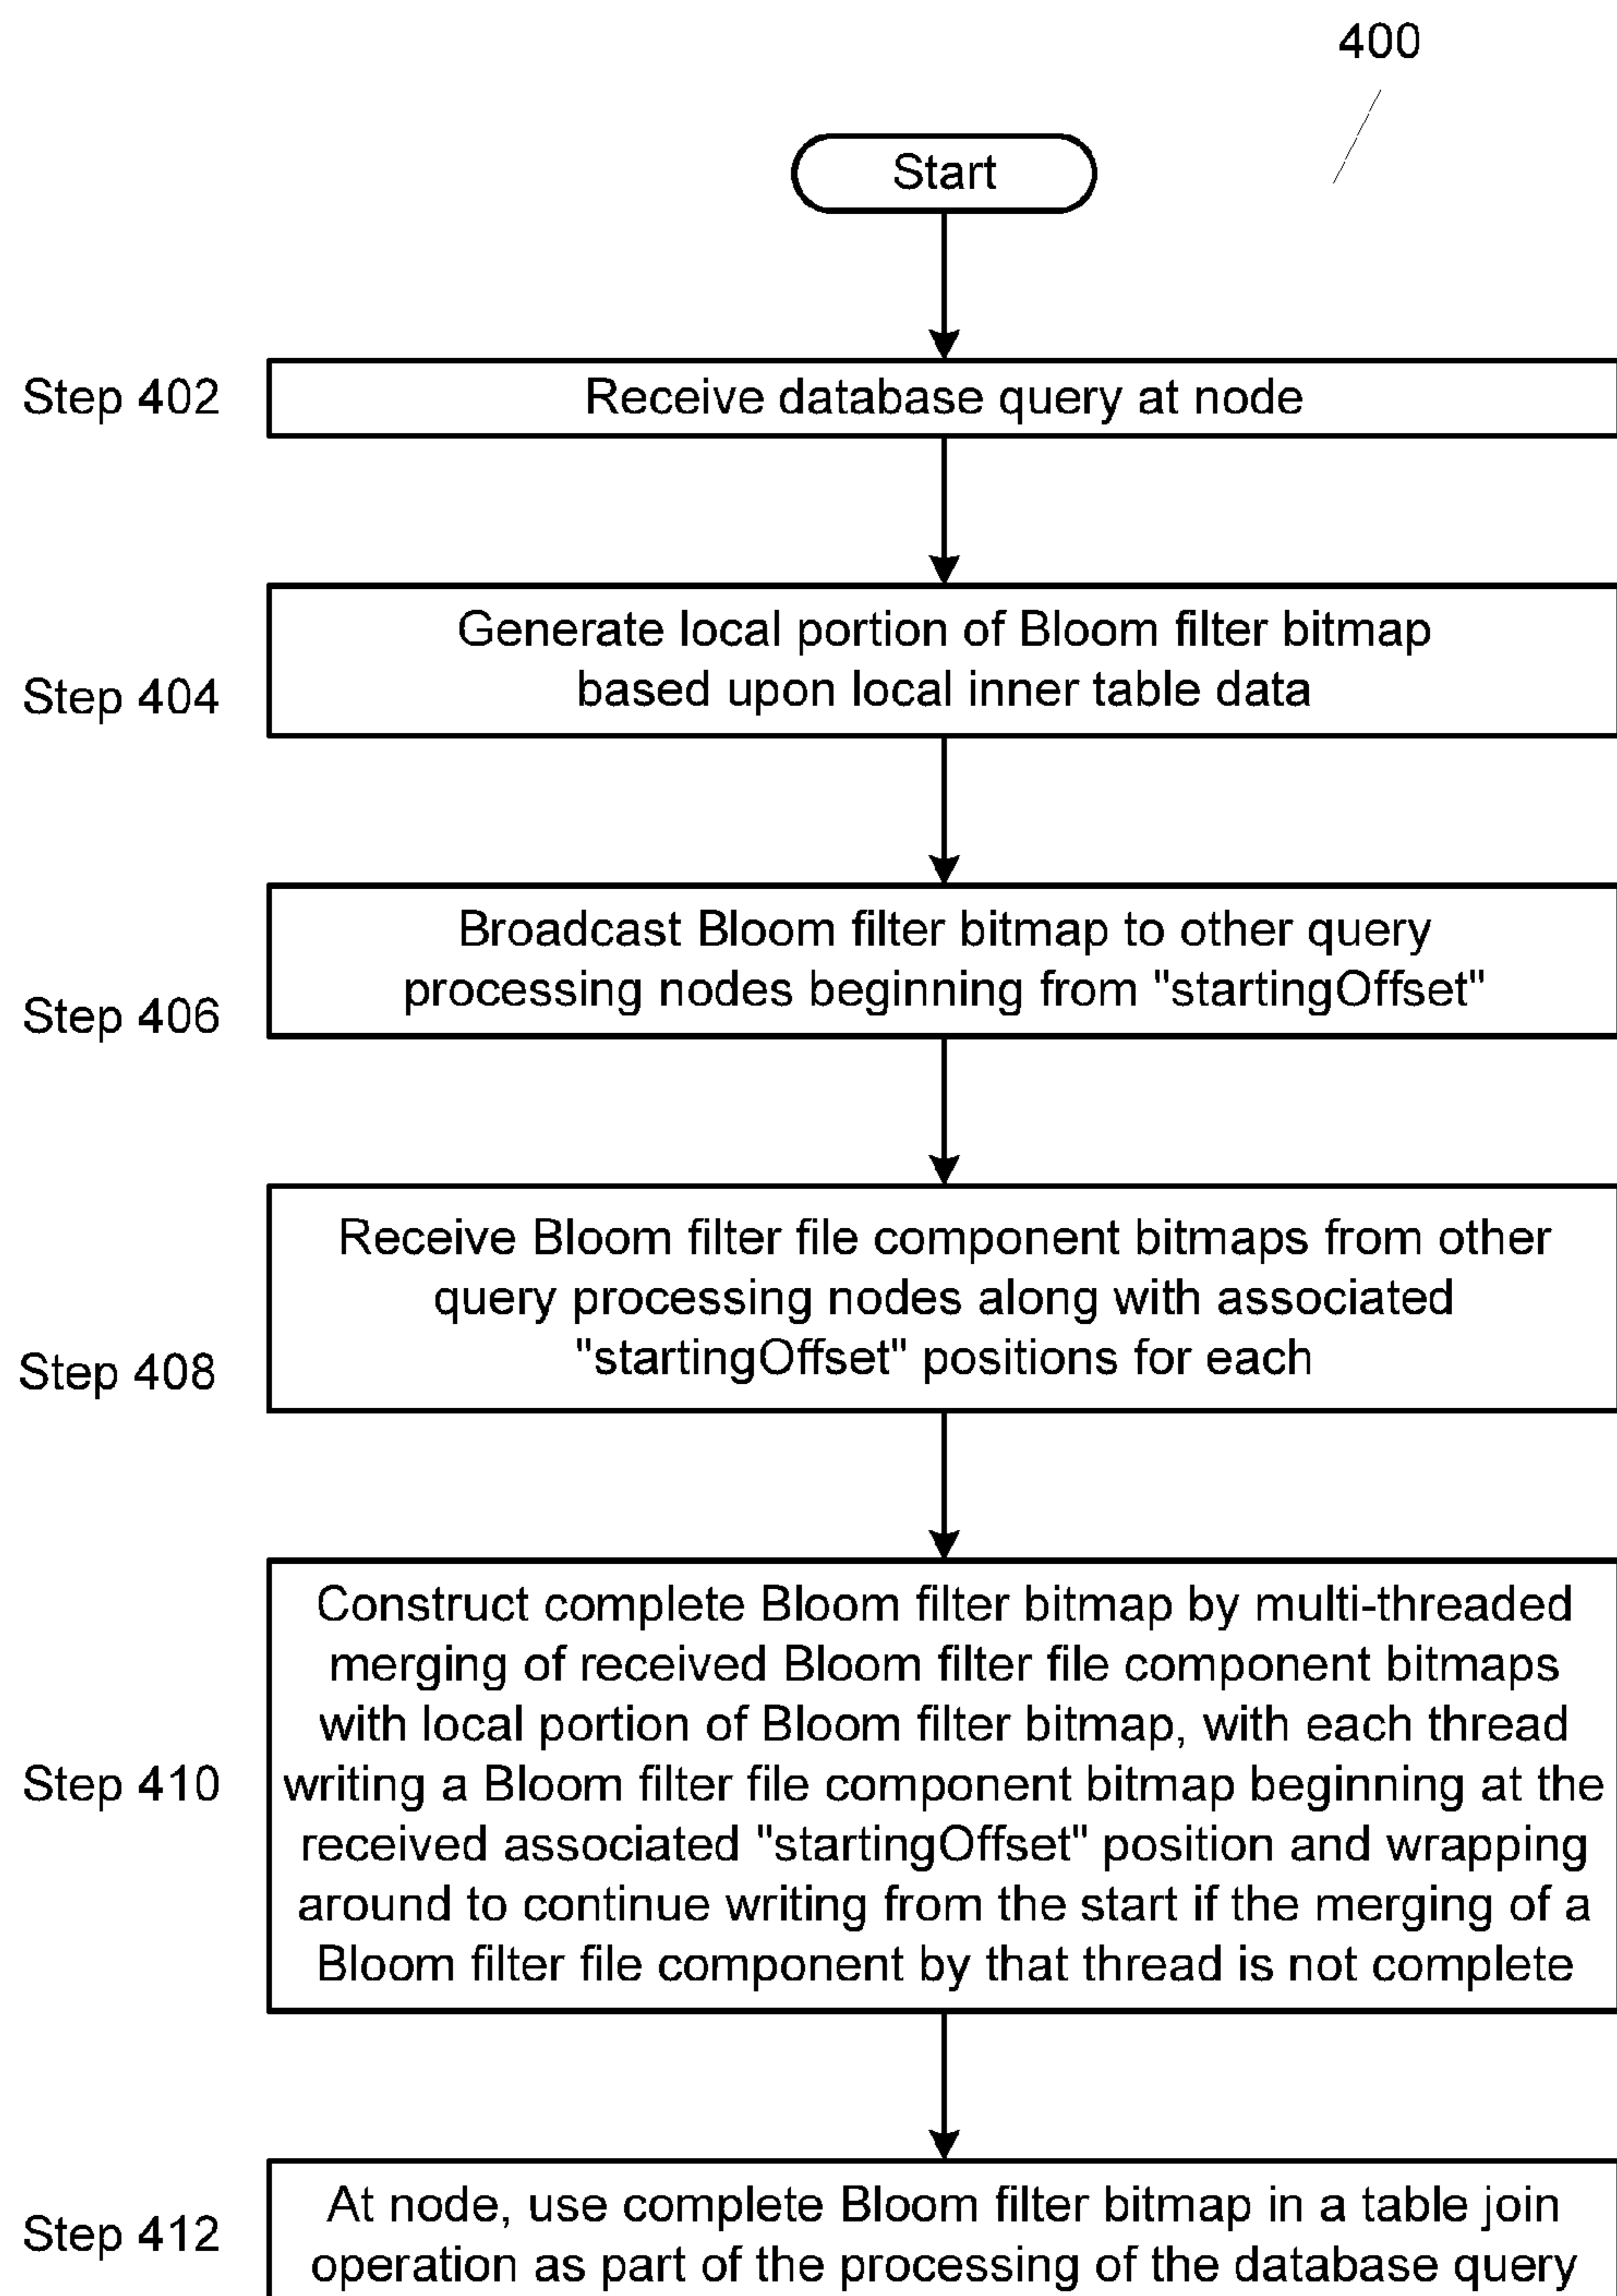 400
Start
Step 402
Receive database query at node
Step 404
Generate local portion of Bloom filter bitmap
based upon local inner table data
Step 406
Broadcast Bloom filter bitmap to other query
processing nodes beginning from "startingOffset"
Step 408
Receive Bloom filter file component bitmaps from other
query processing nodes along with associated
"startingOffset" positions for each
Step 410
Construct complete Bloom filter bitmap by multi-threaded
merging of received Bloom filter file component bitmaps
with local portion of Bloom filter bitmap, with each thread
writing a Bloom filter file component bitmap beginning at the
received associated "startingOffset" position and wrapping
around to continue writing from the start if the merging of a
Bloom filter file component by that thread is not complete
Step 412
At node, use complete Bloom filter bitmap in a table join
operation as part of the processing of the database query